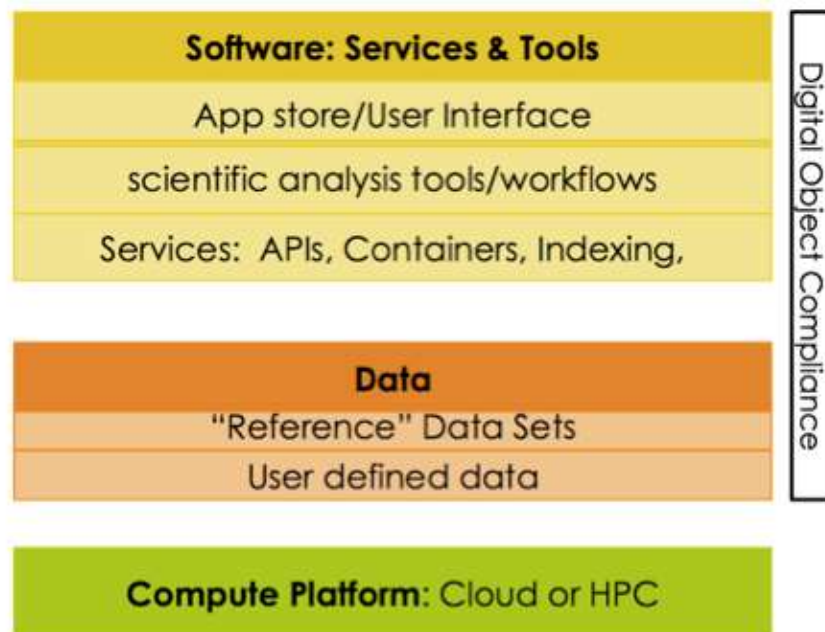 Software: Services & Tools
App store/User Interface
scientific analysis tools/workflows
Services:  APIs, Containers, Indexing,
Data
“Reference” Data Sets
User defined data
Compute Platform: Cloud or HPC
Digital Object Compliance